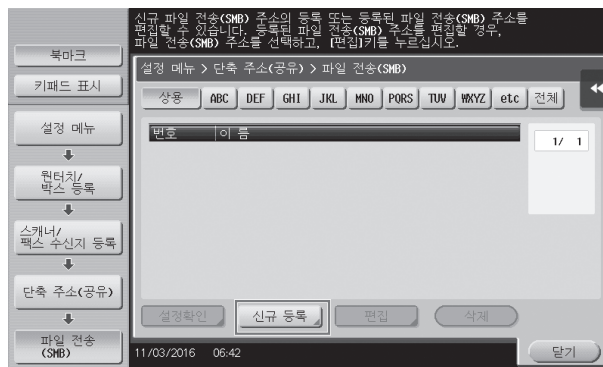 신규 파일 전송(SMB) 주소의 등록 또는 등록된 파일 전송(SMB) 주소를
편집할 수 있습니다. 등록된 파일 전송(SMB) 주소를 편집할 경우,
파일 전송(SMB) 주소를 선택하고, [편집]키를 누르십시오.
북마크
키패드 표시
설정 메뉴 > 단축 주소(공유) > 파일 전송(SMB)
상용 ABC DEF GHI JKL MNO PQRS TUV WXYZ etc 전체
설정 메뉴
번호 이 름
1/ 1
원터치/
박스 등록
스캐너/
팩스 수신지 등록
단축 주소(공유)
설정확인 신규 등록 편집 삭제
파일 전송
(SMB)
11/03/2016 06:42
닫기